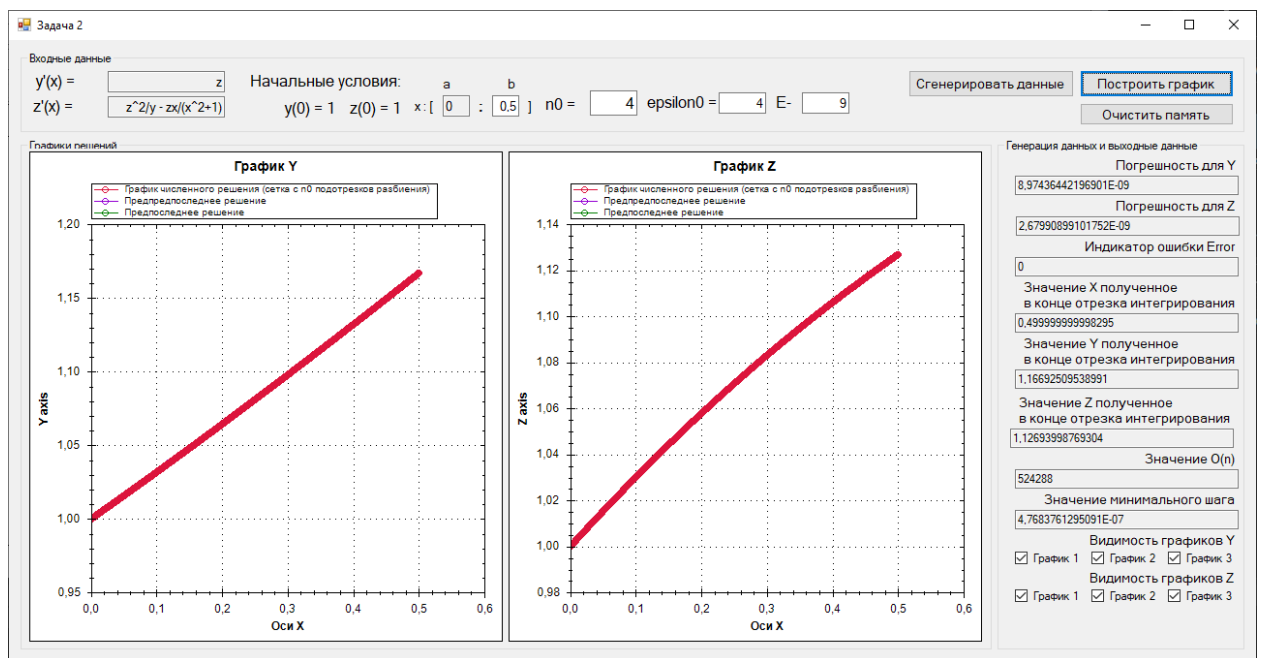 Задача 2
Входные данные
y'(x) = z
z'(x) = z^2/y - zx/(x^2+1)
Начальные условия:
y(0) = 1 z(0) = 1
a b
x : [ 0 ; 0,5 ]
n0 = 4 epsilon0 = 4 E- 9
Сгенерировать данные
Построить график
Очистить память
Графики решений
График Y
График численного решения (сетка с n0 подотрезков разбиения)
Предпредпоследнее решение
Предпоследнее решение
Y axis
1,20
1,15
1,10
1,05
1,00
0,95
0,0 0,1 0,2 0,3 0,4 0,5 0,6
Оси X
График Z
График численного решения (сетка с n0 подотрезков разбиения)
Предпредпоследнее решение
Предпоследнее решение
Z axis
1,14
1,12
1,10
1,08
1,06
1,04
1,02
1,00
0,98
0,0 0,1 0,2 0,3 0,4 0,5 0,6
Оси X
Генерация данных и выходные данные
Погрешность для Y
8,97436442196901E-09
Погрешность для Z
2,67990899101752E-09
Индикатор ошибки Error
0
Значение X полученное
в конце отрезка интегрирования
0,499999999998295
Значение Y полученное
в конце отрезка интегрирования
1,16692509538991
Значение Z полученное
в конце отрезка интегрирования
1,12693998769304
Значение O(n)
524288
Значение минимального шага
4,7683761295091E-07
Видимость графиков Y
График 1 График 2 График 3
Видимость графиков Z
График 1 График 2 График 3